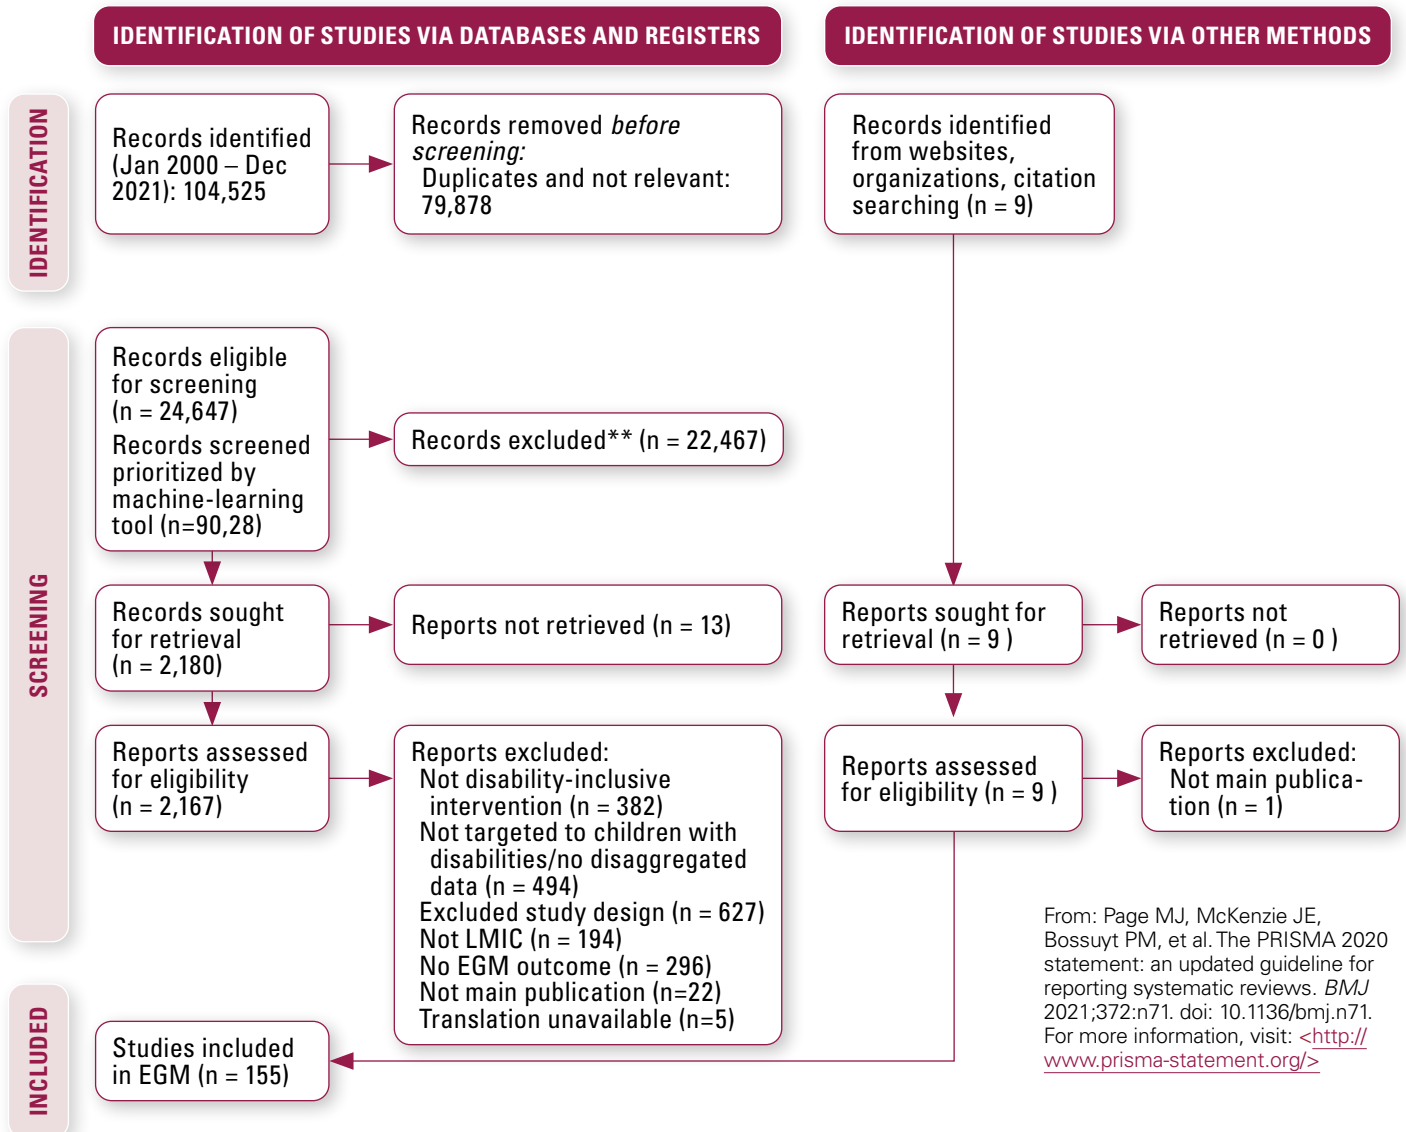 IDENTIFICATION OF STUDIES VIA DATABASES AND REGISTERS
IDENTIFICATION OF STUDIES VIA OTHER METHODS
IDENTIFICATION
Records identified
(Jan 2000 – Dec
2021): 104,525
Records removed before
screening:
Duplicates and not relevant:
79,878
Records identified
from websites,
organizations, citation
searching (n = 9)
SCREENING
Records eligible
for screening
(n = 24,647)
Records screened
prioritized by
machine-learning
tool (n=90,28)
Records excluded** (n = 22,467)
Records sought
for retrieval
(n = 2,180)
Reports not retrieved (n = 13)
Reports sought for
retrieval (n = 9 )
Reports not
retrieved (n = 0 )
Reports assessed
for eligibility
(n = 2,167)
Reports excluded:
Not disability-inclusive
intervention (n = 382)
Not targeted to children with
disabilities/no disaggregated
data (n = 494)
Excluded study design (n = 627)
Not LMIC (n = 194)
No EGM outcome (n = 296)
Not main publication (n=22)
Translation unavailable (n=5)
Reports assessed
for eligibility (n = 9 )
Reports excluded:
Not main publica-
tion (n = 1)
INCLUDED
Studies included
in EGM (n = 155)
From: Page MJ, McKenzie JE,
Bossuyt PM, et al. The PRISMA 2020
statement: an updated guideline for
reporting systematic reviews. BMJ
2021;372:n71. doi: 10.1136/bmj.n71.
For more information, visit: <http://
www.prisma-statement.org/>